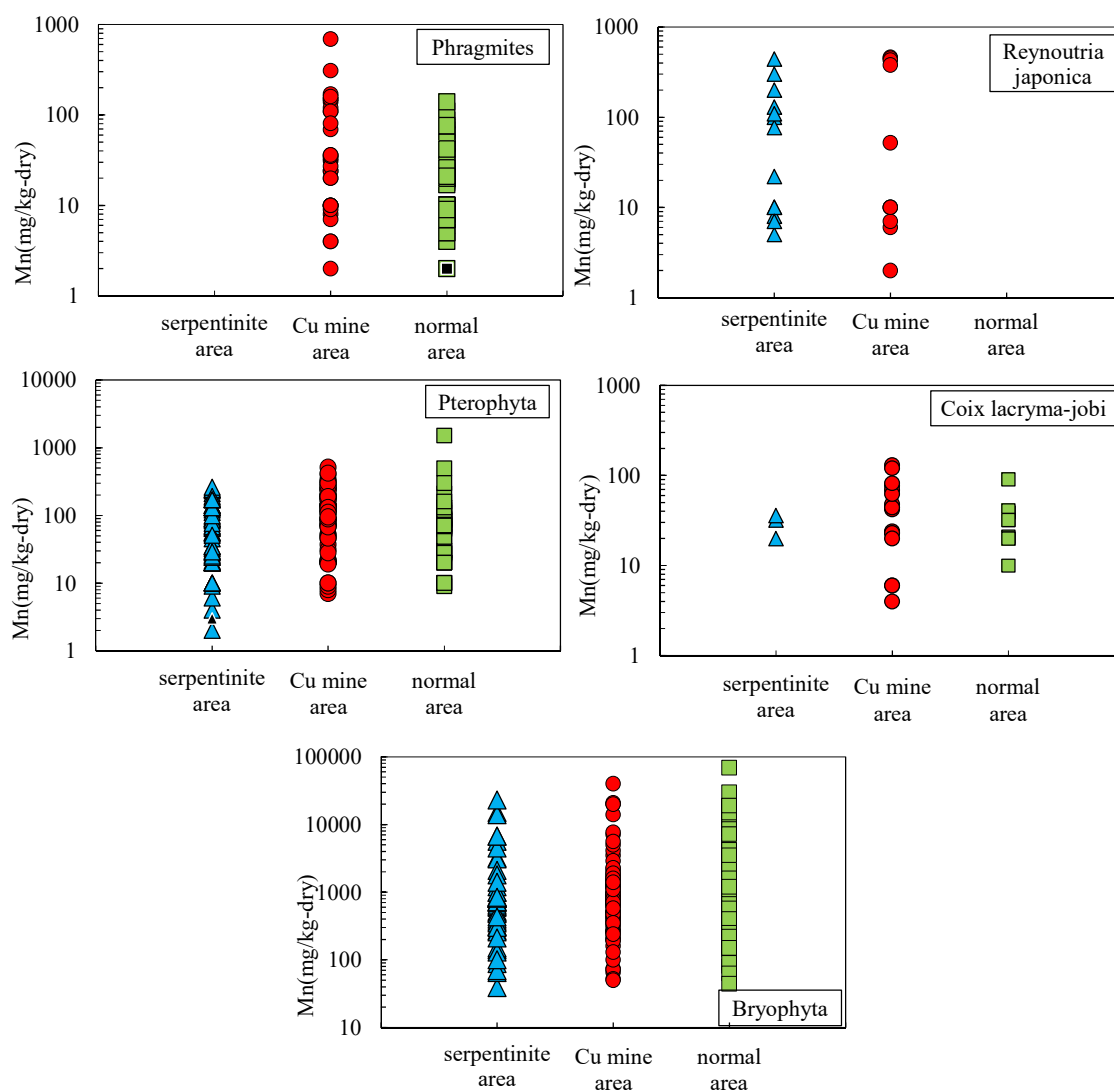 Phragmites
Mn(mg/kg-dry)
1000
100
10
1
serpentinite
area
Cu mine
area
normal
area
Reynoutria
japonica
Mn(mg/kg-dry)
1000
100
10
1
serpentinite
area
Cu mine
area
normal
area
Pterophyta
Mn(mg/kg-dry)
10000
1000
100
10
1
serpentinite
area
Cu mine
area
normal
area
Coix lacryma-jobi
Mn(mg/kg-dry)
1000
100
10
1
serpentinite
area
Cu mine
area
normal
area
Mn(mg/kg-dry)
100000
10000
1000
100
10
Bryophyta
serpentinite
area
Cu mine
area
normal
area